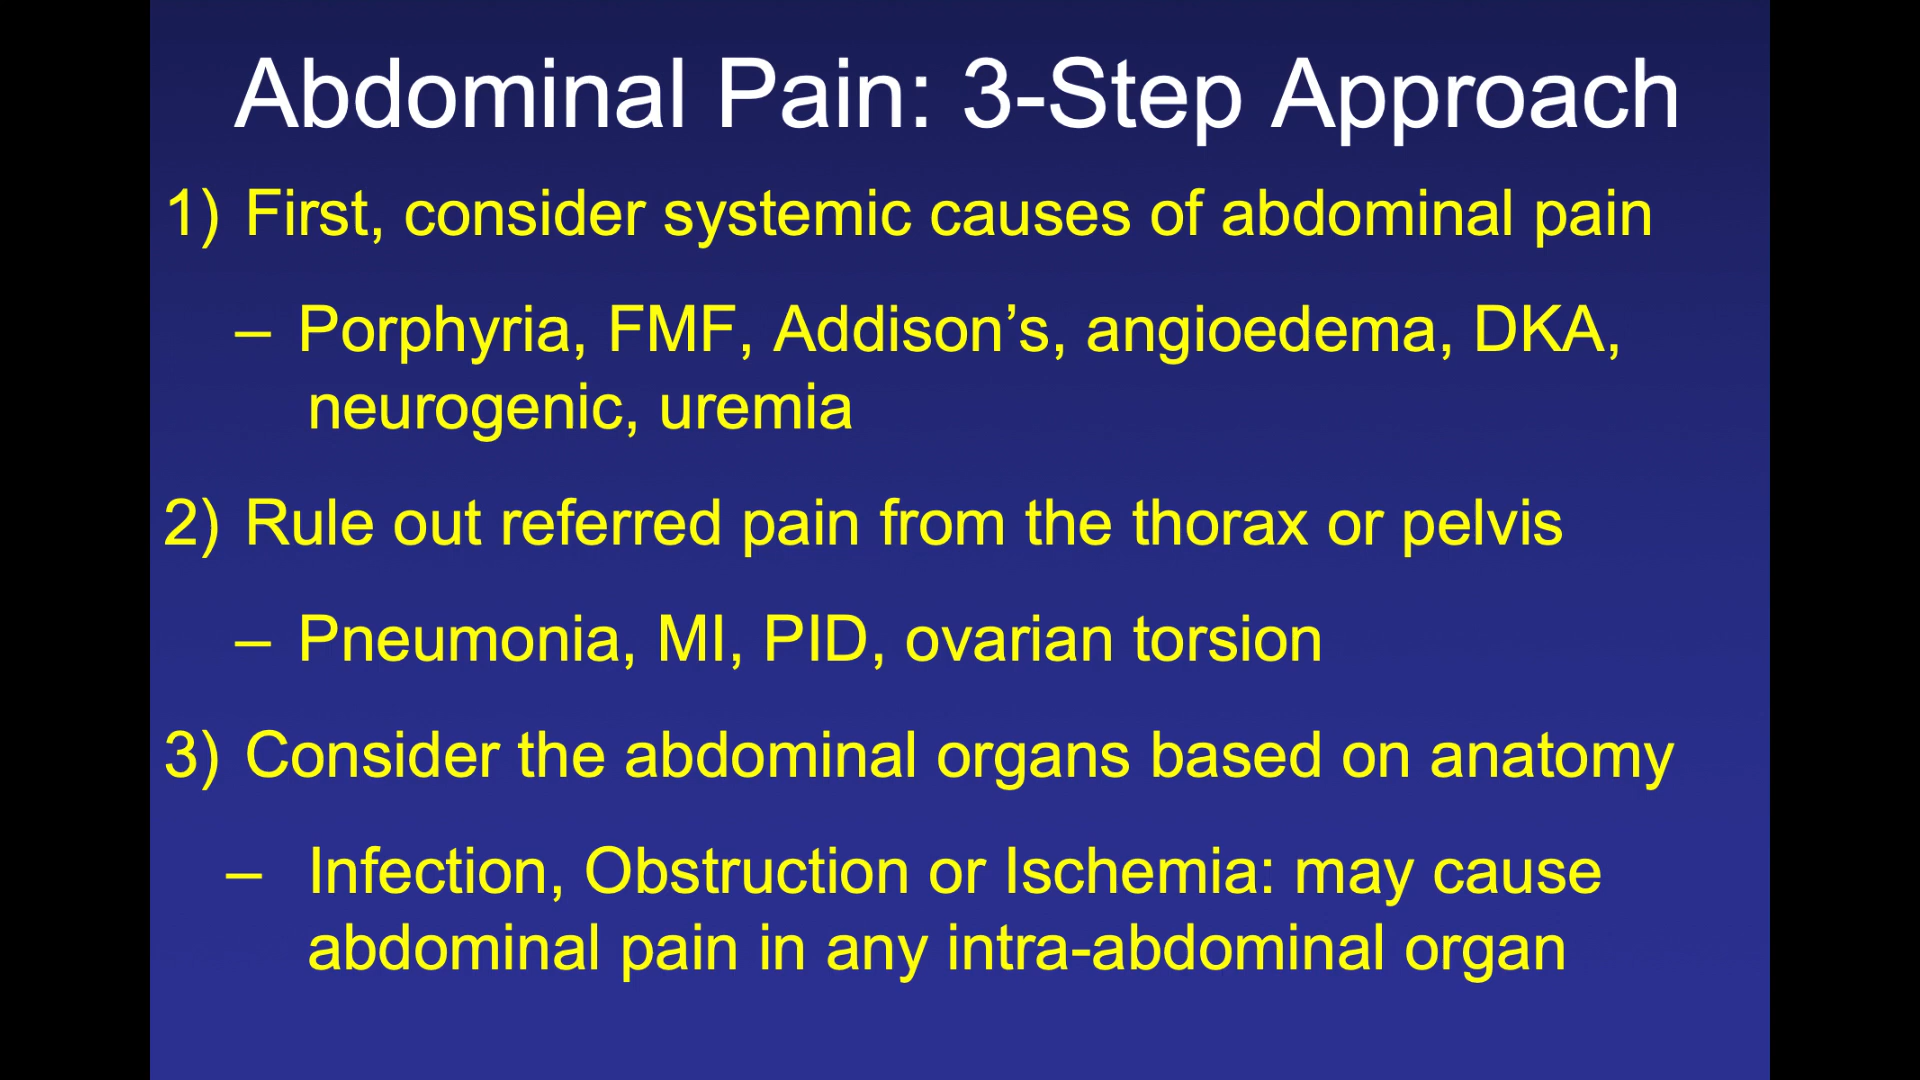 Abdominal Pain: 3-Step Approach
1) First, consider systemic causes of abdominal pain
– Porphyria, FMF, Addison’s, angioedema, DKA,
neurogenic, uremia
2) Rule out referred pain from the thorax or pelvis
– Pneumonia, MI, PID, ovarian torsion
3) Consider the abdominal organs based on anatomy
– Infection, Obstruction or Ischemia: may cause
abdominal pain in any intra-abdominal organ